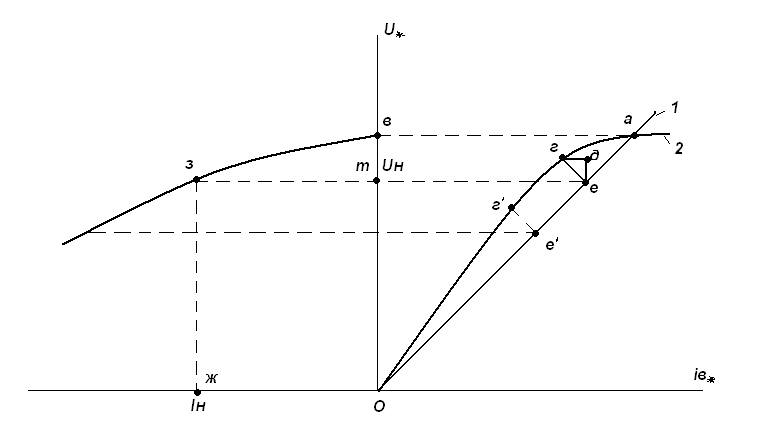 U*
1
в
а
2
г
д
з
т
Uн
е
г'
е'
ж
iв*
Iн
О